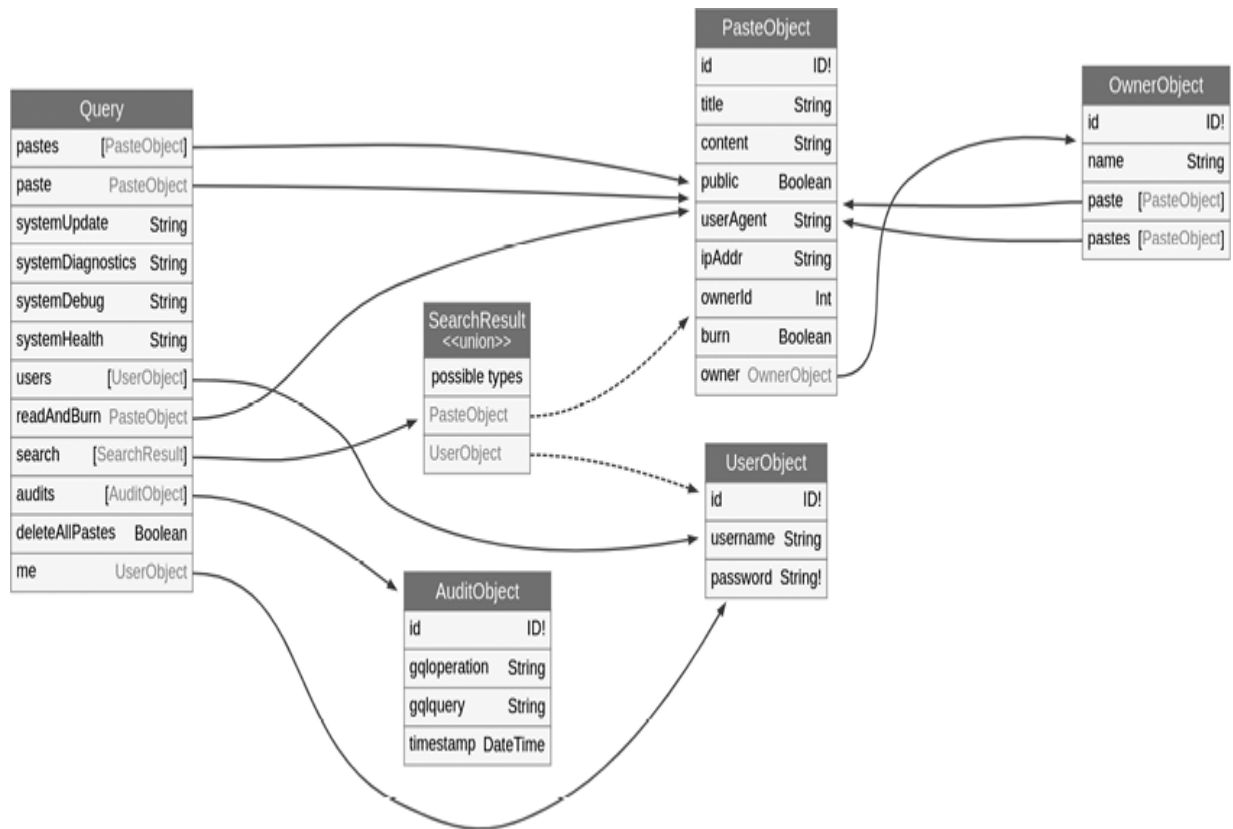 Query
pastes [PasteObject]
paste PasteObject
systemUpdate String
systemDiagnostics String
systemDebug String
systemHealth String
users [UserObject]
readAndBurn PasteObject
search [SearchResult]
audits [AuditObject]
deleteAllPastes Boolean
me UserObject
SearchResult
<<union>>
possible types
PasteObject
UserObject
AuditObject
id ID!
gqloperation String
gqlquery String
timestamp DateTime
PasteObject
id ID!
title String
content String
public Boolean
userAgent String
ipAddr String
ownerId Int
burn Boolean
owner OwnerObject
UserObject
id ID!
username String
password String!
OwnerObject
id ID!
name String
paste [PasteObject]
pastes [PasteObject]